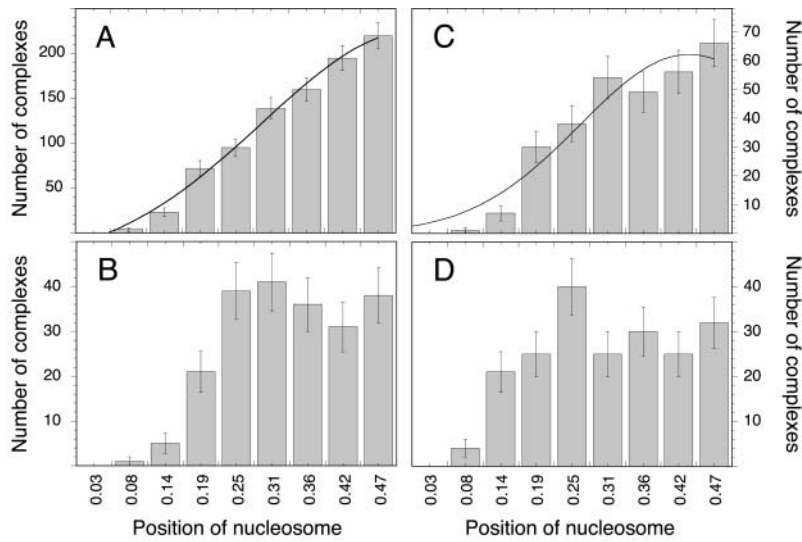 A
C
Number of complexes
200
150
100
50
70
60
50
40
30
20
10
Number of complexes
B
D
Number of complexes
40
30
20
10
40
30
20
10
Number of complexes
0.03 0.08 0.14 0.19 0.25 0.31 0.36 0.42 0.47
0.03 0.08 0.14 0.19 0.25 0.31 0.36 0.42 0.47
Position of nucleosome
Position of nucleosome